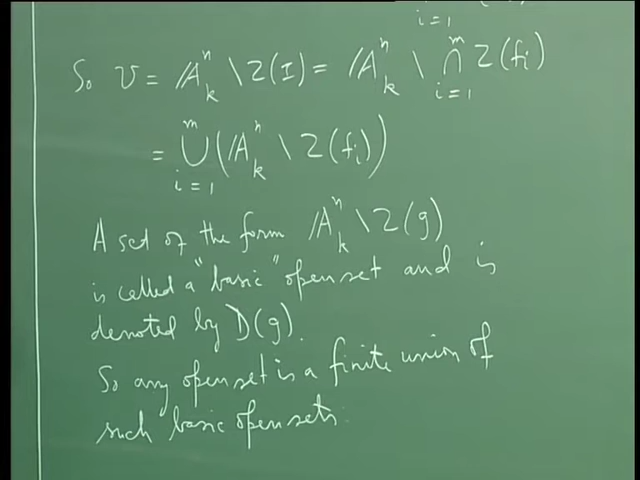 i=1
So U = 𝔸ⁿₖ \ Z(I) = 𝔸ⁿₖ \ ⋂ᵐᵢ₌₁ Z(fᵢ)
= ⋃ᵐᵢ₌₁ (𝔸ⁿₖ \ Z(fᵢ))
A set of the form 𝔸ⁿₖ \ Z(g)
is called a "basic" open set and is
denoted by D(g).
So any open set is a finite union of
such basic open sets.